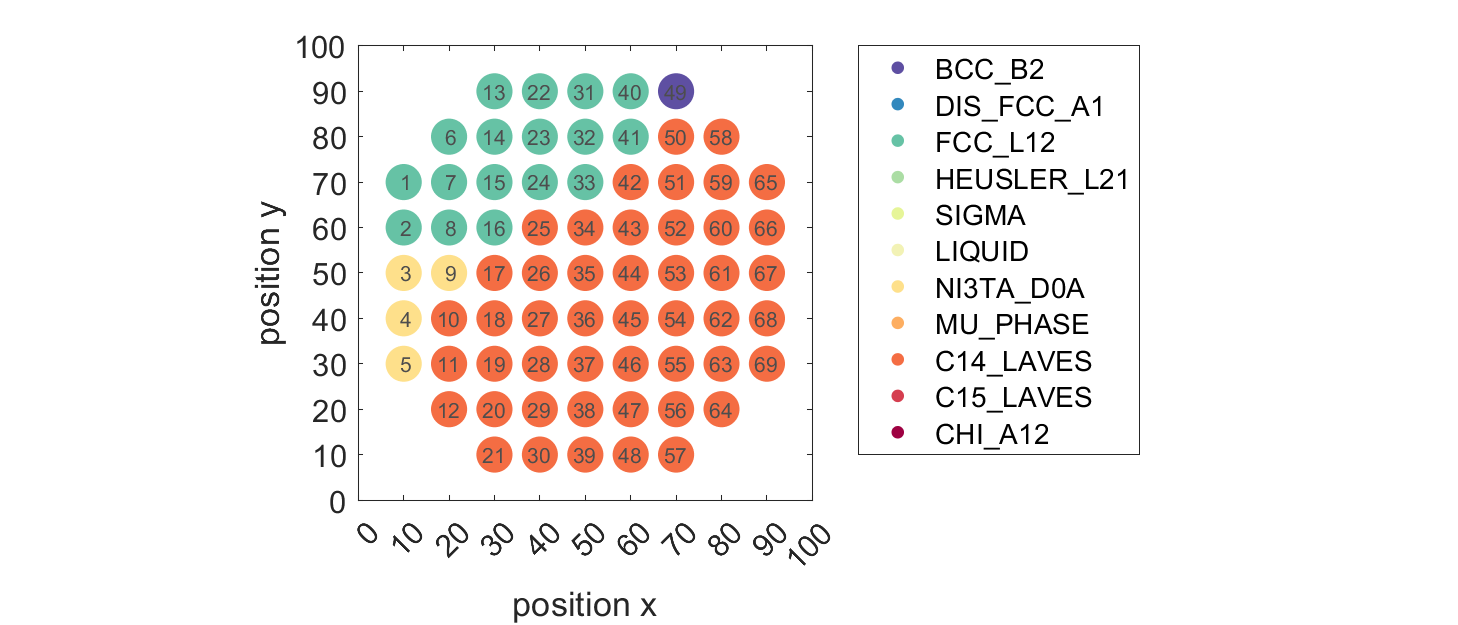 100
90
80
70
60
50
40
30
20
10
0
13 22 31 40 49
6 14 23 32 41 50 58
1 7 15 24 33 42 51 59 65
2 8 16 25 34 43 52 60 66
3 9 17 26 35 44 53 61 67
4 10 18 27 36 45 54 62 68
5 11 19 28 37 46 55 63 69
12 20 29 38 47 56 64
21 30 39 48 57
0 10 20 30 40 50 60 70 80 90 100
position x
position y
BCC_B2
DIS_FCC_A1
FCC_L12
HEUSLER_L21
SIGMA
LIQUID
NI3TA_D0A
MU_PHASE
C14_LAVES
C15_LAVES
CHI_A12